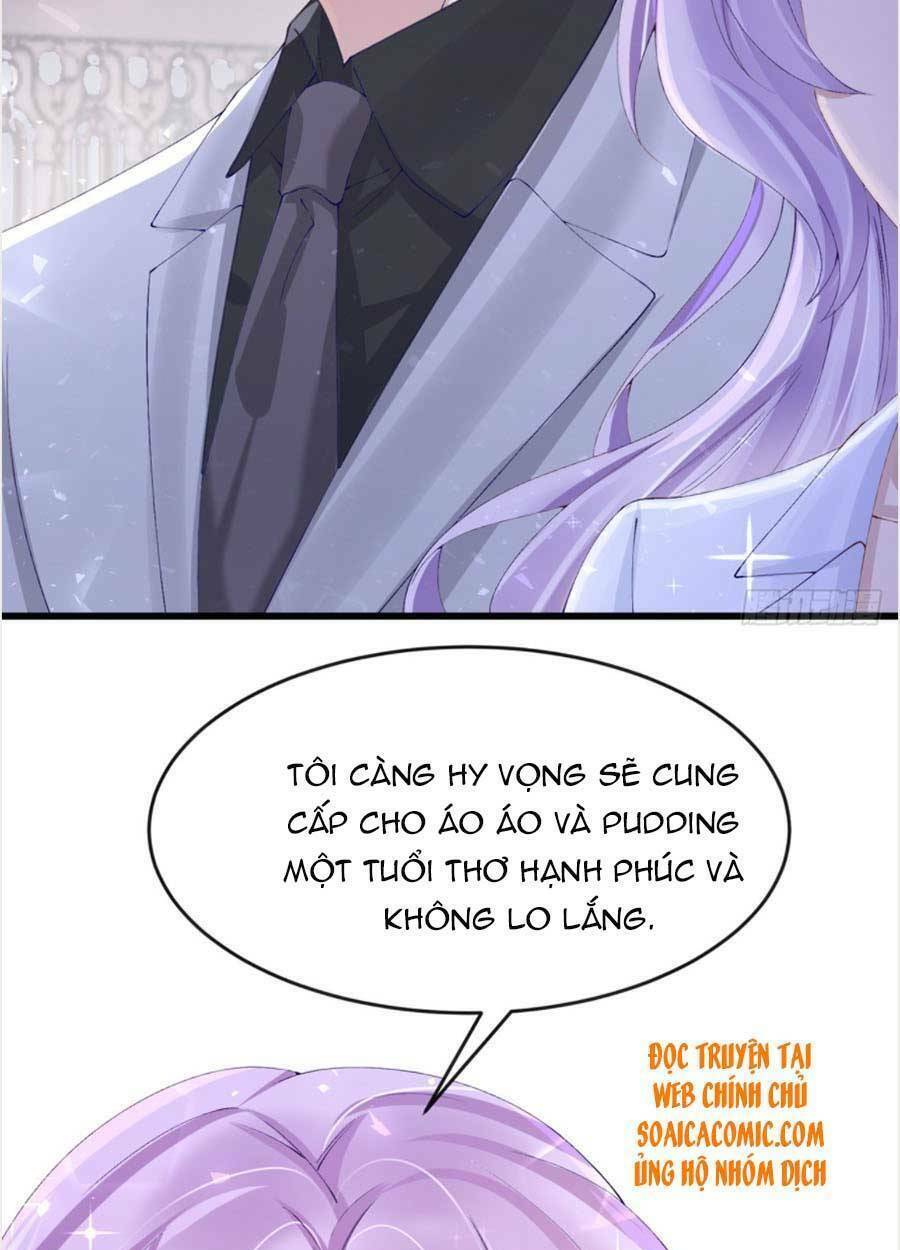 TÔI CÀNG HY VỌNG SẼ CUNG
CẤP CHO ÁO ÁO VÀ PUDDING
MỘT TUỔI THƠ HẠNH PHÚC VÀ
KHÔNG LO LẮNG.
ĐỌC TRUYỆN TẠI
WEB CHÍNH CHỦ
SOAICACOMIC.COM
ỦNG HỘ NHÓM DỊCH